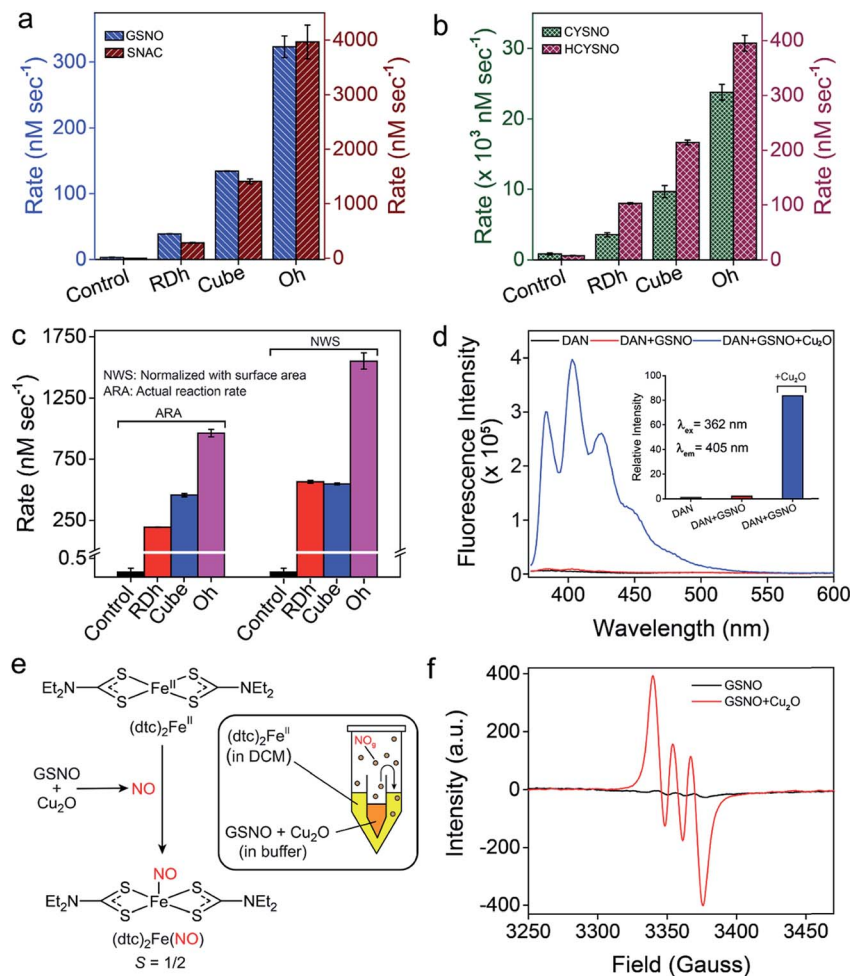 a
GSNO
SNAC
Rate (nM sec⁻¹)
300
200
100
0
Rate (nM sec⁻¹)
4000
3000
2000
1000
0
Control
RDh
Cube
Oh
b
CYSNO
HCYSNO
Rate (x 10³ nM sec⁻¹)
30
20
10
0
Rate (nM sec⁻¹)
400
300
200
100
0
Control
RDh
Cube
Oh
c
Rate (nM sec⁻¹)
1750
1250
750
250
0.5
NWS
NWS: Normalized with surface area
ARA: Actual reaction rate
ARA
Control
RDh
Cube
Oh
Control
RDh
Cube
Oh
d
DAN
DAN+GSNO
DAN+GSNO+Cu₂O
Fluorescence Intensity
(x 10⁵)
4
3
2
1
0
400
450
500
550
600
Wavelength (nm)
Relative Intensity
100
80
60
40
20
0
+Cu₂O
λex = 362 nm
λem = 405 nm
DAN
DAN+GSNO
DAN+GSNO
e
Et₂N
S
S
Feᴵᴵ
S
S
NEt₂
(dtc)₂Feᴵᴵ
GSNO
+
Cu₂O
NO
NO
Et₂N
S
S
Fe
S
S
NEt₂
(dtc)₂Fe(NO)
S = 1/2
(dtc)₂Feᴵᴵ
(in DCM)
NOg
GSNO + Cu₂O
(in buffer)
f
GSNO
GSNO+Cu₂O
Intensity (a.u.)
400
200
0
-200
-400
3250
3300
3350
3400
3450
Field (Gauss)